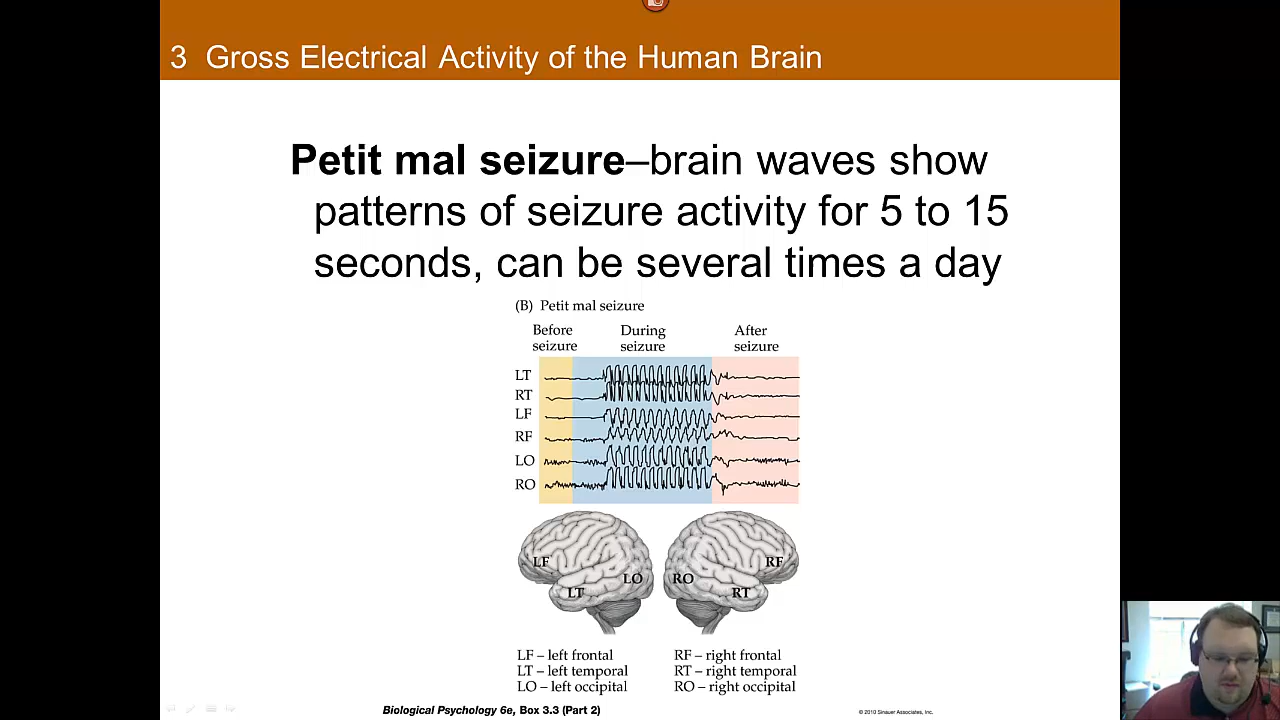 3 Gross Electrical Activity of the Human Brain
Petit mal seizure–brain waves show
patterns of seizure activity for 5 to 15
seconds, can be several times a day
(B) Petit mal seizure
Before seizure
During seizure
After seizure
LT
RT
LF
RF
LO
RO
LF
LO
LT
RO
RF
RT
LF – left frontal
LT – left temporal
LO – left occipital
RF – right frontal
RT – right temporal
RO – right occipital
Biological Psychology 6e, Box 3.3 (Part 2)
© 2010 Sinauer Associates, Inc.